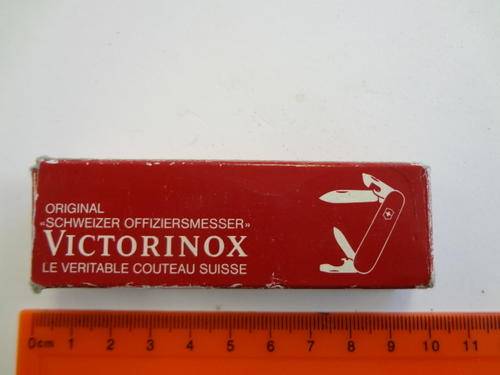 ORIGINAL
«SCHWEIZER OFFIZIERSMESSER»
VICTORINOX
LE VERITABLE COUTEAU SUISSE
0cm 1 2 3 4 5 6 7 8 9 10 11